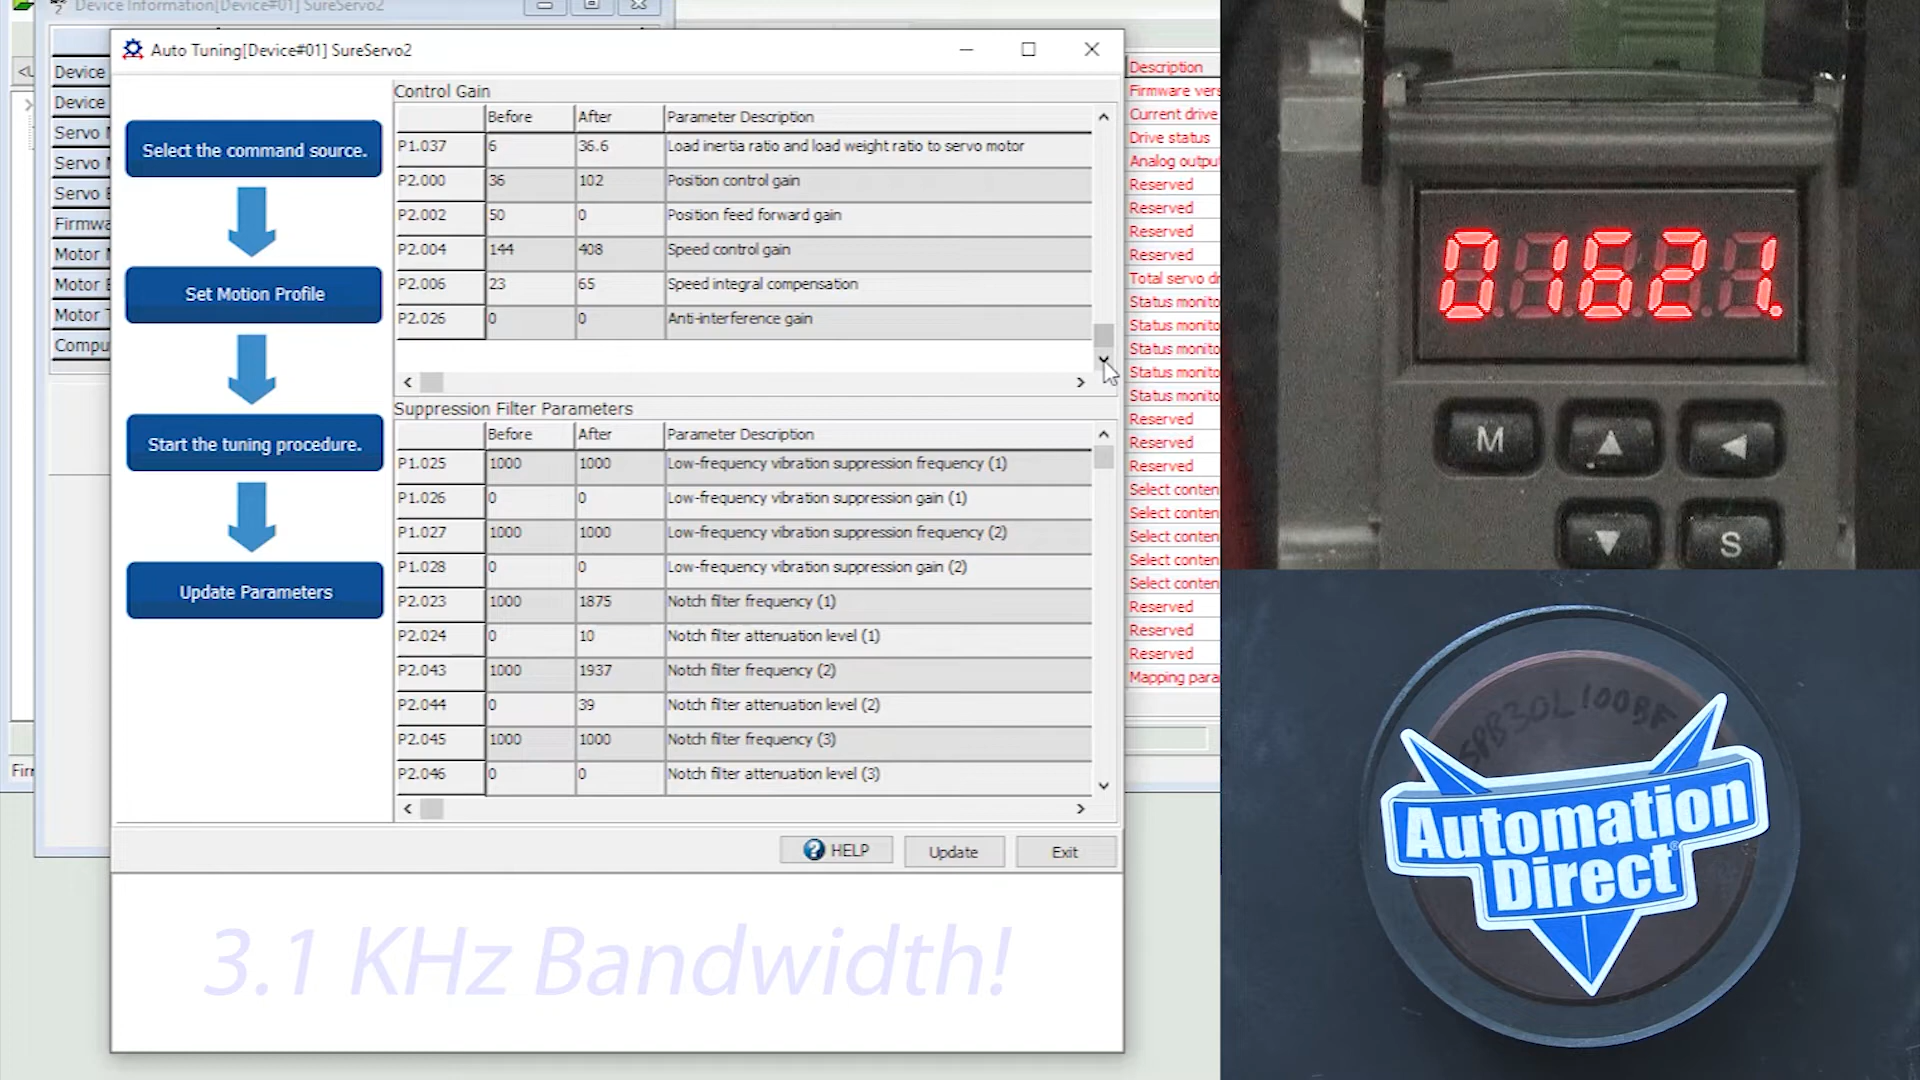 Device Information[Device#01] SureServo2
Auto Tuning[Device#01] SureServo2
Device
Device
Servo
Servo
Servo
Firmwa
Motor
Motor
Motor
Compu
Select the command source.
Set Motion Profile
Start the tuning procedure.
Update Parameters
Control Gain
Before After Parameter Description
P1.037 6 36.6 Load inertia ratio and load weight ratio to servo motor
P2.000 36 102 Position control gain
P2.002 50 0 Position feed forward gain
P2.004 144 408 Speed control gain
P2.006 23 65 Speed integral compensation
P2.026 0 0 Anti-interference gain
Suppression Filter Parameters
Before After Parameter Description
P1.025 1000 1000 Low-frequency vibration suppression frequency (1)
P1.026 0 0 Low-frequency vibration suppression gain (1)
P1.027 1000 1000 Low-frequency vibration suppression frequency (2)
P1.028 0 0 Low-frequency vibration suppression gain (2)
P2.023 1000 1875 Notch filter frequency (1)
P2.024 0 10 Notch filter attenuation level (1)
P2.043 1000 1937 Notch filter frequency (2)
P2.044 0 39 Notch filter attenuation level (2)
P2.045 1000 1000 Notch filter frequency (3)
P2.046 0 0 Notch filter attenuation level (3)
HELP Update Exit
3.1 KHz Bandwidth!
Description
Firmware vers
Current drive
Drive status
Analog output
Reserved
Reserved
Reserved
Reserved
Total servo dr
Status monito
Status monito
Status monito
Status monito
Status monito
Reserved
Reserved
Reserved
Select conten
Select conten
Select conten
Select conten
Select conten
Reserved
Reserved
Reserved
Mapping para
01621.
M
S
Automation
Direct®